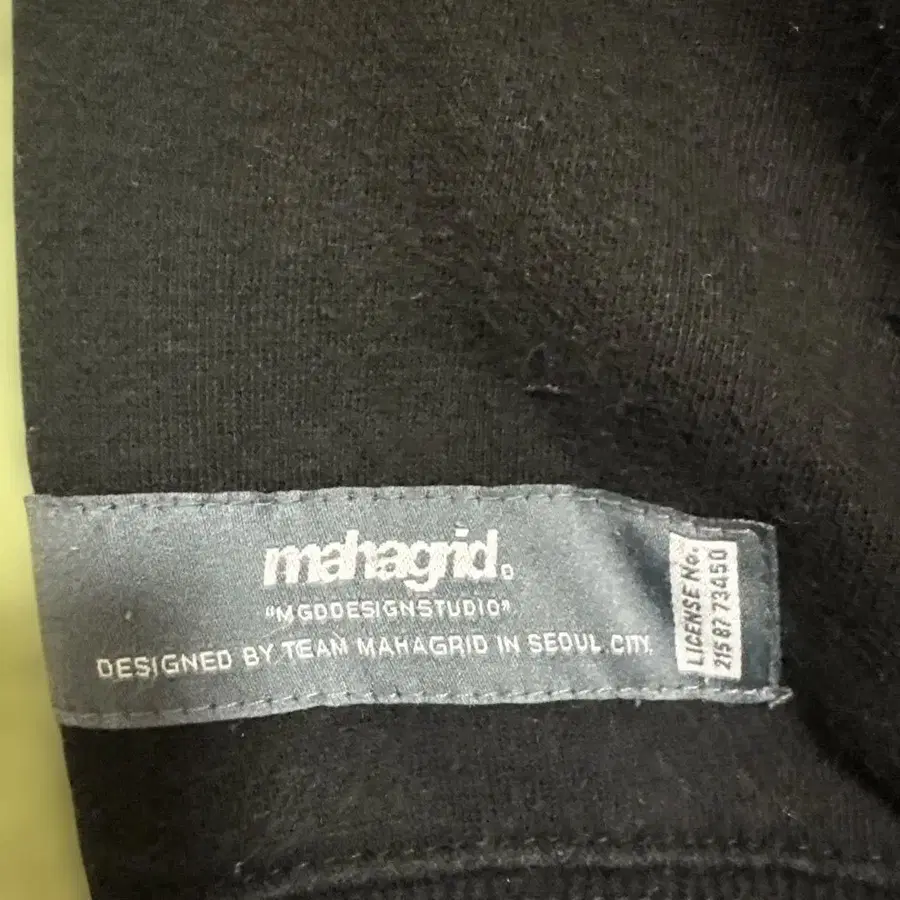 mahagrid.
"MGDDESIGNSTUDIO"
DESIGNED BY TEAM MAHAGRID IN SEOUL CITY.
LICENSE No.
215 87 73450